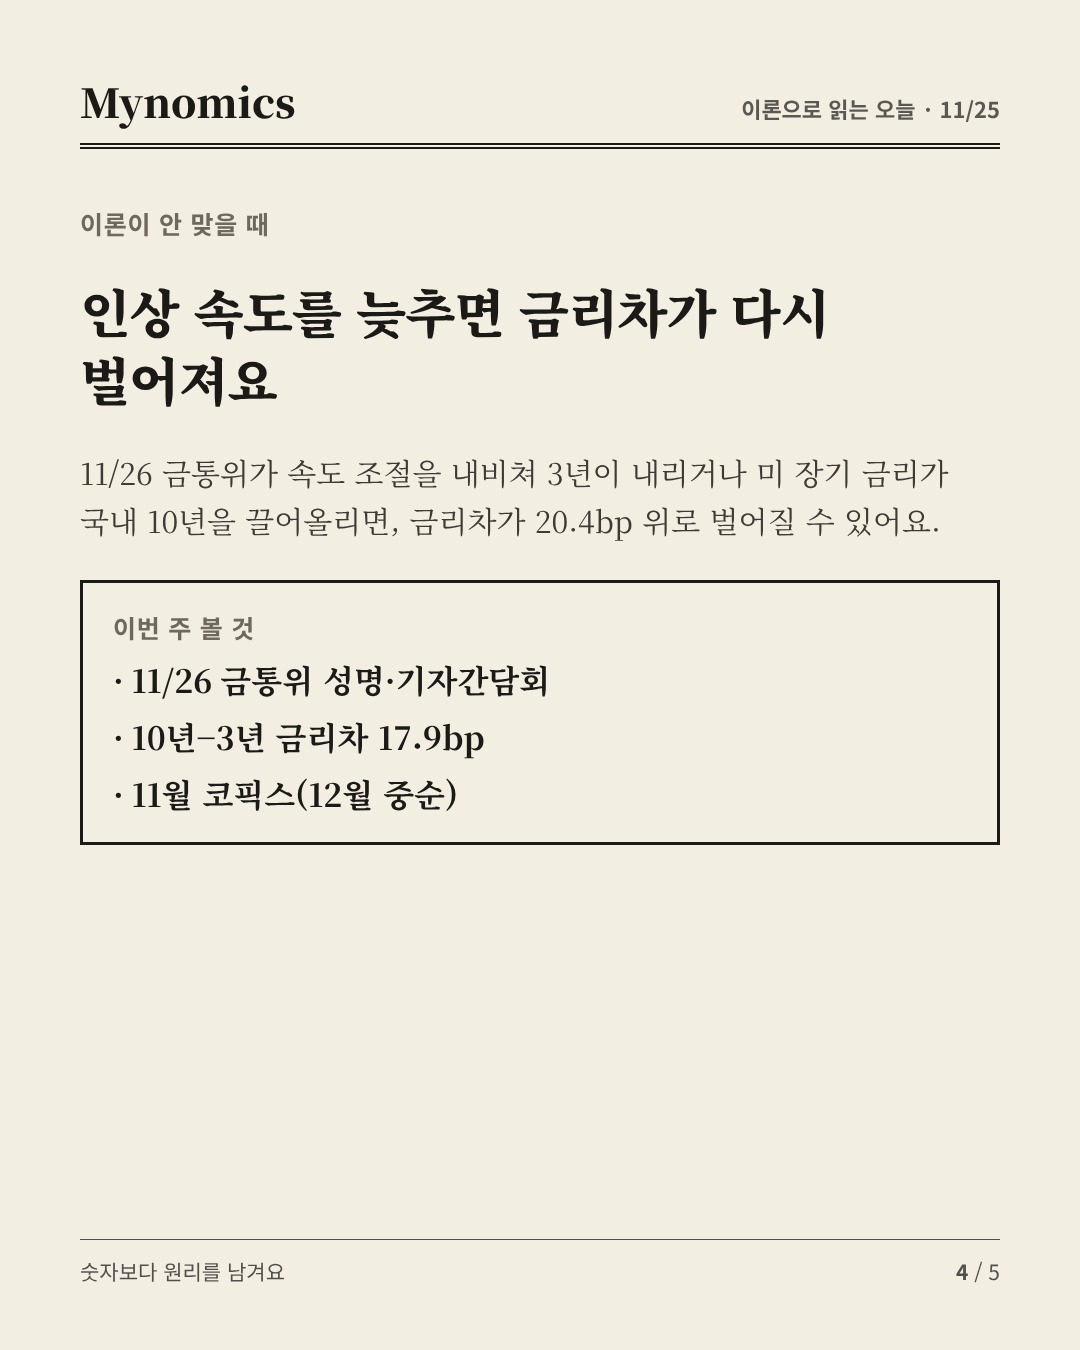 Mynomics
이론으로 읽는 오늘 · 11/25
이론이 안 맞을 때
인상 속도를 늦추면 금리차가 다시
벌어져요
11/26 금통위가 속도 조절을 내비쳐 3년이 내리거나 미 장기 금리가
국내 10년을 끌어올리면, 금리차가 20.4bp 위로 벌어질 수 있어요.
이번 주 볼 것
· 11/26 금통위 성명·기자간담회
· 10년–3년 금리차 17.9bp
· 11월 코픽스(12월 중순)
숫자보다 원리를 남겨요
4 / 5